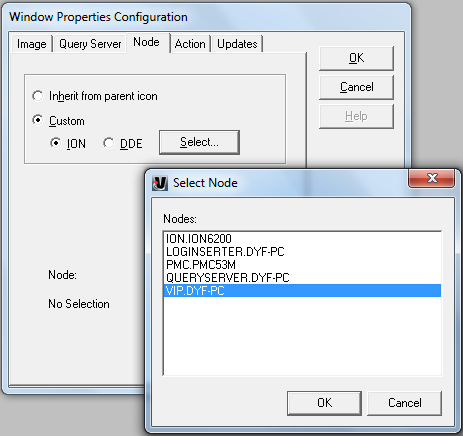 Window Properties Configuration
Image Query Server Node Action Updates
OK
Inherit from parent icon
Cancel
Custom
Help
ION DDE Select...
Select Node
Nodes:
ION.ION6200
LOGINSERTER.DYF-PC
PMC.PMC53M
QUERYSERVER.DYF-PC
VIP.DYF-PC
Node:
No Selection
OK Cancel